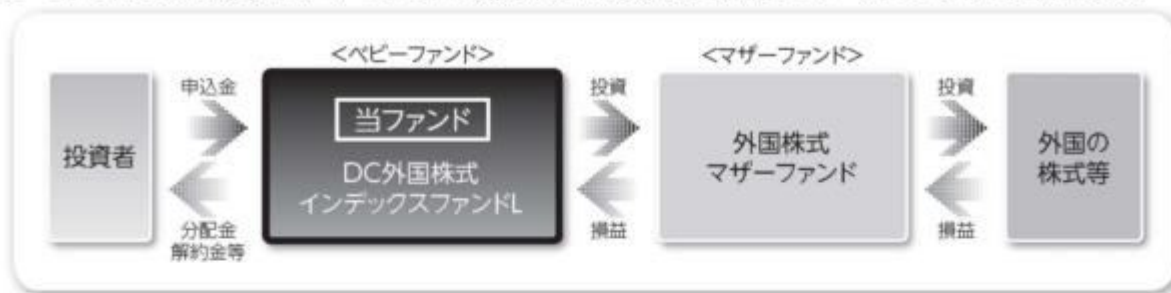 <ベビーファンド>
<マザーファンド>
申込金
投資
投資
投資者
当ファンド
DC外国株式
インデックスファンドL
外国株式
マザーファンド
外国の
株式等
分配金
解約金等
損益
損益